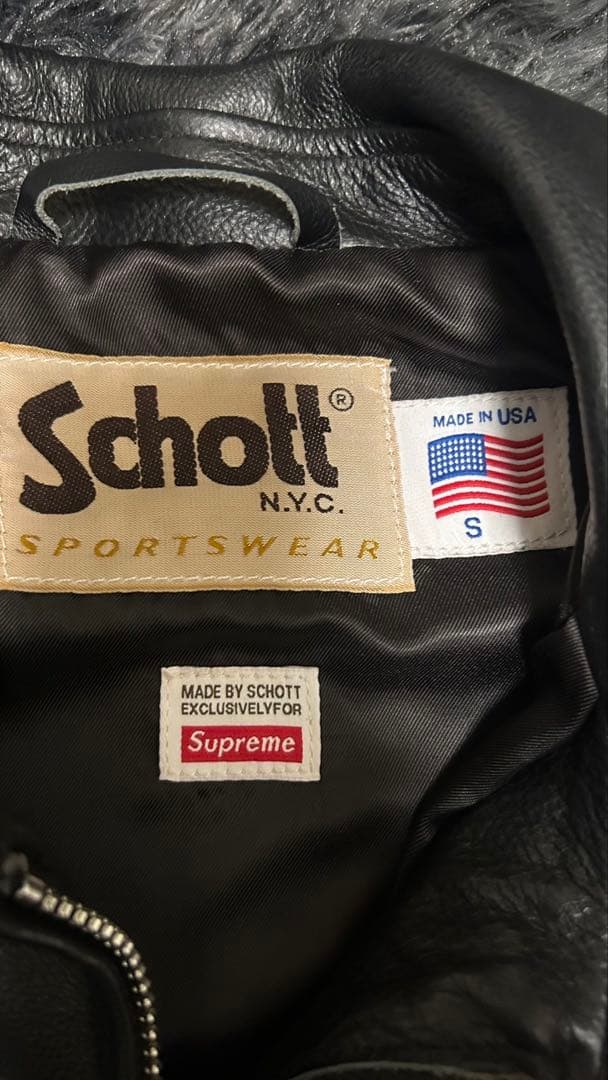 Schott®
N.Y.C.
SPORTSWEAR
MADE IN USA
S
MADE BY SCHOTT
EXCLUSIVELYFOR
Supreme